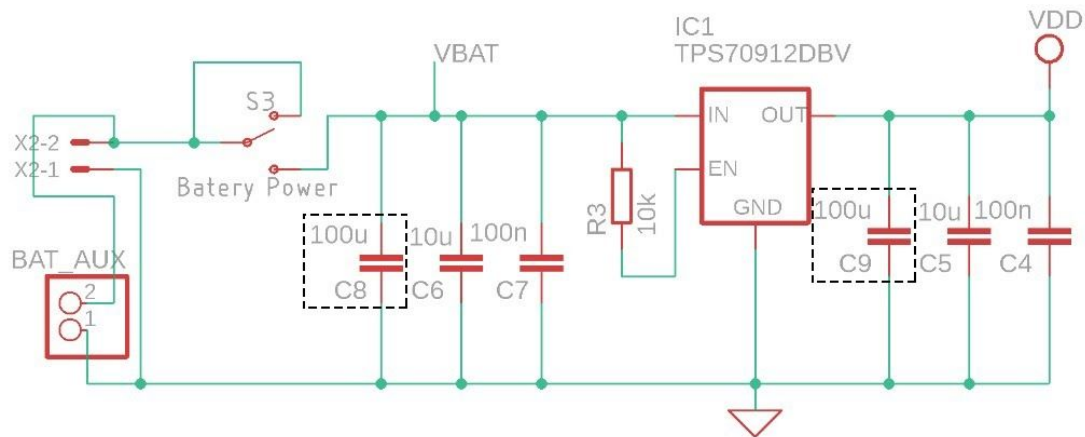 IC1
TPS70912DBV
VDD
VBAT
S3
IN
OUT
X2-2
X2-1
EN
Batery Power
R3
10k
GND
100u
10u
100n
100u
10u
100n
BAT_AUX
C8
C6
C7
C9
C5
C4
2
1